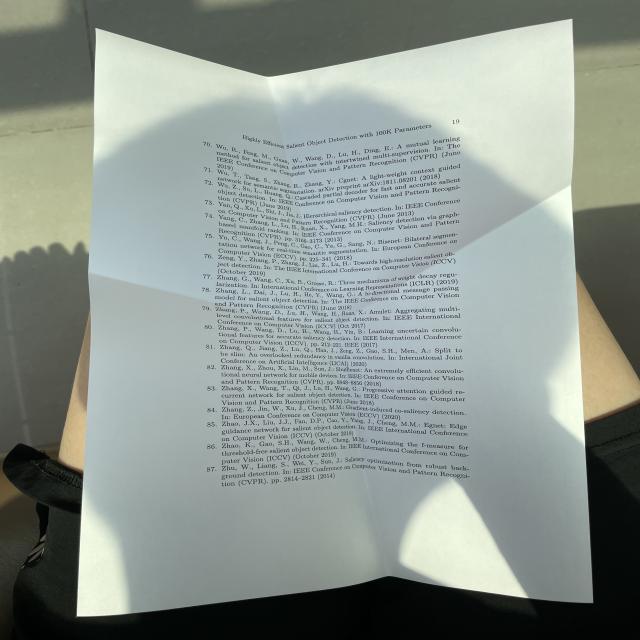 Highly Efficient Salient Object Detection with 100K Parameters 19
70. Wu, R., Feng, M., Guan, W., Wang, D., Lu, H., Ding, E.: A mutual learning
method for salient object detection with intertwined multi-supervision. In: The
IEEE Conference on Computer Vision and Pattern Recognition (CVPR) (June
2019)
71. Wu, T., Tang, S., Zhang, R., Zhang, Y.: Cgnet: A light-weight context guided
network for semantic segmentation. arXiv preprint arXiv:1811.08201 (2018)
72. Wu, Z., Su, L., Huang, Q.: Cascaded partial decoder for fast and accurate salient
object detection. In: IEEE Conference on Computer Vision and Pattern Recogni-
tion (CVPR) (June 2019)
73. Yan, Q., Xu, L., Shi, J., Jia, J.: Hierarchical saliency detection. In: IEEE Conference
on Computer Vision and Pattern Recognition (CVPR) (June 2013)
74. Yang, C., Zhang, L., Lu, H., Ruan, X., Yang, M.H.: Saliency detection via graph-
based manifold ranking. In: IEEE Conference on Computer Vision and Pattern
Recognition (CVPR). pp. 3166–3173 (2013)
75. Yu, C., Wang, J., Peng, C., Gao, C., Yu, G., Sang, N.: Bisenet: Bilateral segmen-
tation network for real-time semantic segmentation. In: European Conference on
Computer Vision (ECCV). pp. 325–341 (2018)
76. Zeng, Y., Zhang, P., Zhang, J., Lin, Z., Lu, H.: Towards high-resolution salient ob-
ject detection. In: The IEEE International Conference on Computer Vision (ICCV)
(October 2019)
77. Zhang, G., Wang, C., Xu, B., Grosse, R.: Three mechanisms of weight decay regu-
larization. In: International Conference on Learning Representations (ICLR) (2019)
78. Zhang, L., Dai, J., Lu, H., He, Y., Wang, G.: A bi-directional message passing
model for salient object detection. In: The IEEE Conference on Computer Vision
and Pattern Recognition (CVPR) (June 2018)
79. Zhang, P., Wang, D., Lu, H., Wang, H., Ruan, X.: Amulet: Aggregating multi-
level convolutional features for salient object detection. In: IEEE International
Conference on Computer Vision (ICCV) (Oct 2017)
80. Zhang, P., Wang, D., Lu, H., Wang, H., Yin, B.: Learning uncertain convolu-
tional features for accurate saliency detection. In: IEEE International Conference
on Computer Vision (ICCV). pp. 212–221. IEEE (2017)
81. Zhang, Q., Jiang, Z., Lu, Q., Han, J., Zeng, Z., Gao, S.H., Men, A.: Split to
be slim: An overlooked redundancy in vanilla convolution. In: International Joint
Conference on Artificial Intelligence (IJCAI) (2020)
82. Zhang, X., Zhou, X., Lin, M., Sun, J.: Shufflenet: An extremely efficient convolu-
tional neural network for mobile devices. In: IEEE Conference on Computer Vision
and Pattern Recognition (CVPR). pp. 6848–6856 (2018)
83. Zhang, X., Wang, T., Qi, J., Lu, H., Wang, G.: Progressive attention guided re-
current network for salient object detection. In: IEEE Conference on Computer
Vision and Pattern Recognition (CVPR) (June 2018)
84. Zhang, Z., Jin, W., Xu, J., Cheng, M.M.: Gradient-induced co-saliency detection.
In: European Conference on Computer Vision (ECCV) (2020)
85. Zhao, J.X., Liu, J.J., Fan, D.P., Cao, Y., Yang, J., Cheng, M.M.: Egnet: Edge
guidance network for salient object detection. In: IEEE International Conference
on Computer Vision (ICCV) (October 2019)
86. Zhao, K., Gao, S.H., Wang, W., Cheng, M.M.: Optimizing the f-measure for
threshold-free salient object detection. In: IEEE International Conference on Com-
puter Vision (ICCV) (October 2019)
87. Zhu, W., Liang, S., Wei, Y., Sun, J.: Saliency optimization from robust back-
ground detection. In: IEEE Conference on Computer Vision and Pattern Recogni-
tion (CVPR). pp. 2814–2821 (2014)